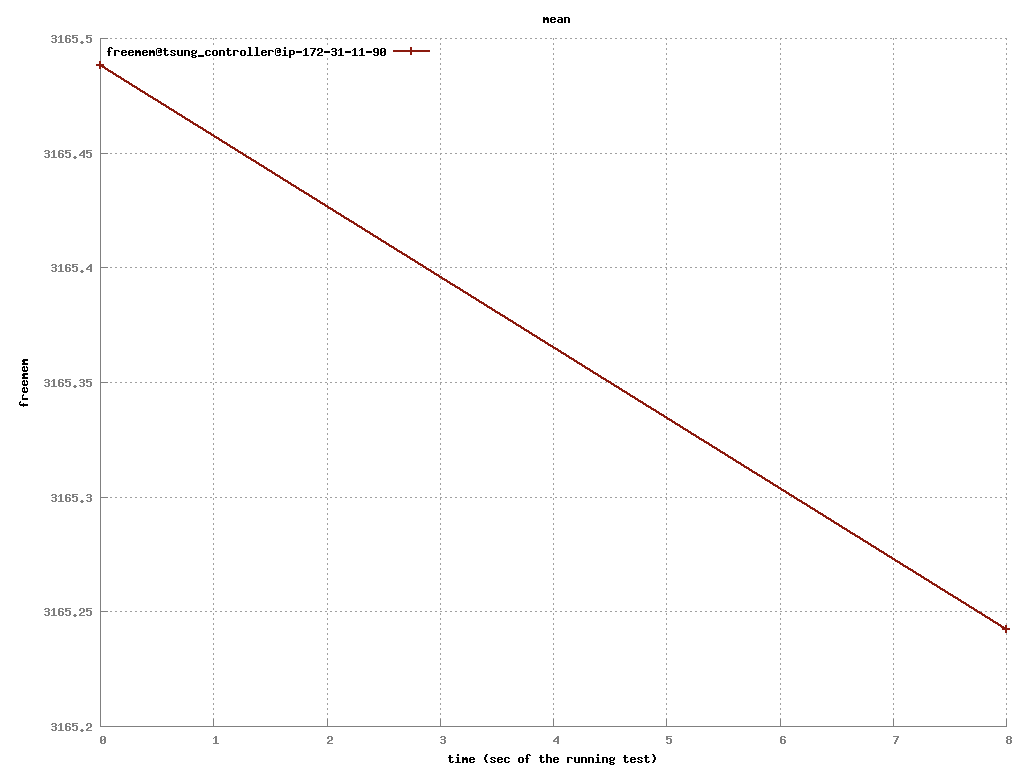 mean
3165.5
freemem@tsung_controller@ip-172-31-11-90
3165.45
3165.4
3165.35
freemem
3165.3
3165.25
3165.2
0 1 2 3 4 5 6 7 8
time (sec of the running test)